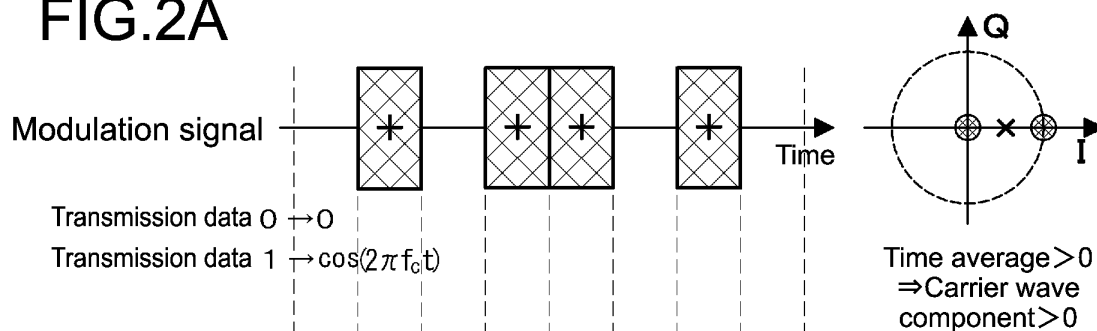 FIG.2A
Q
Modulation signal
+ + + +
×
Time
I
Transmission data 0 →0
Transmission data 1 →cos(2πf_ct)
Time average>0
⇒Carrier wave
component>0